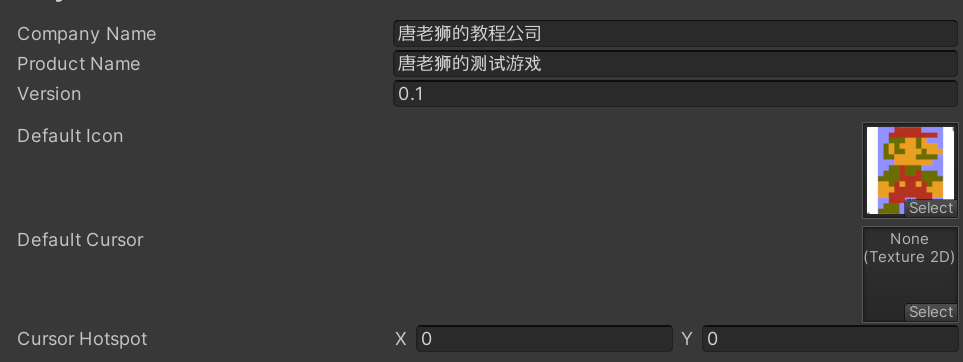 Company Name 唐老狮的教程公司
Product Name 唐老狮的测试游戏
Version 0.1
Default Icon
Select
Default Cursor
None
(Texture 2D)
Select
Cursor Hotspot X 0 Y 0